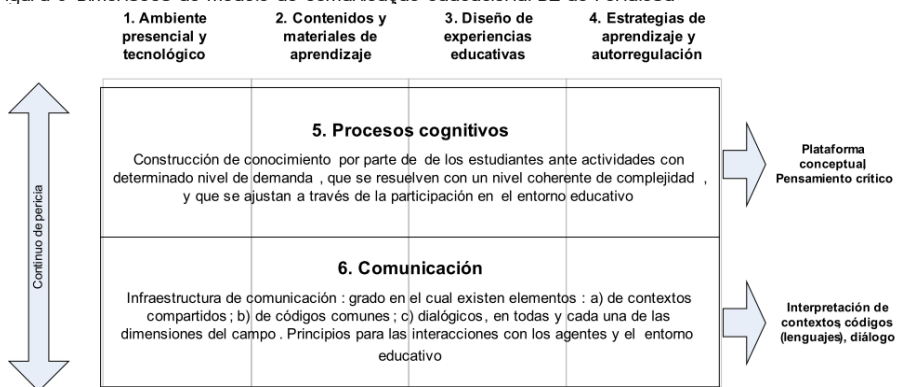 1. Ambiente
presencial y
tecnológico
2. Contenidos y
materiales de
aprendizaje
3. Diseño de
experiencias
educativas
4. Estrategias de
aprendizaje y
autorregulación
Continuo de pericia
5. Procesos cognitivos
Construcción de conocimiento por parte de de los estudiantes ante actividades con
determinado nivel de demanda , que se resuelven con un nivel coherente de complejidad ,
y que se ajustan a través de la participación en el entorno educativo
Plataforma
conceptual,
Pensamiento crítico
6. Comunicación
Infraestructura de comunicación : grado en el cual existen elementos : a) de contextos
compartidos ; b) de códigos comunes ; c) dialógicos, en todas y cada una de las
dimensiones del campo . Principios para las interacciones con los agentes y el entorno
educativo
Interpretación de
contextos, códigos
(lenguajes), diálogo